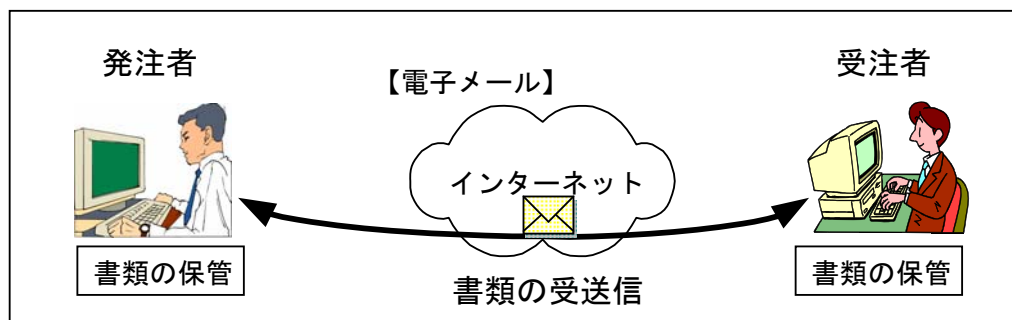 発注者
受注者
【電子メール】
インターネット
書類の保管
書類の受送信
書類の保管